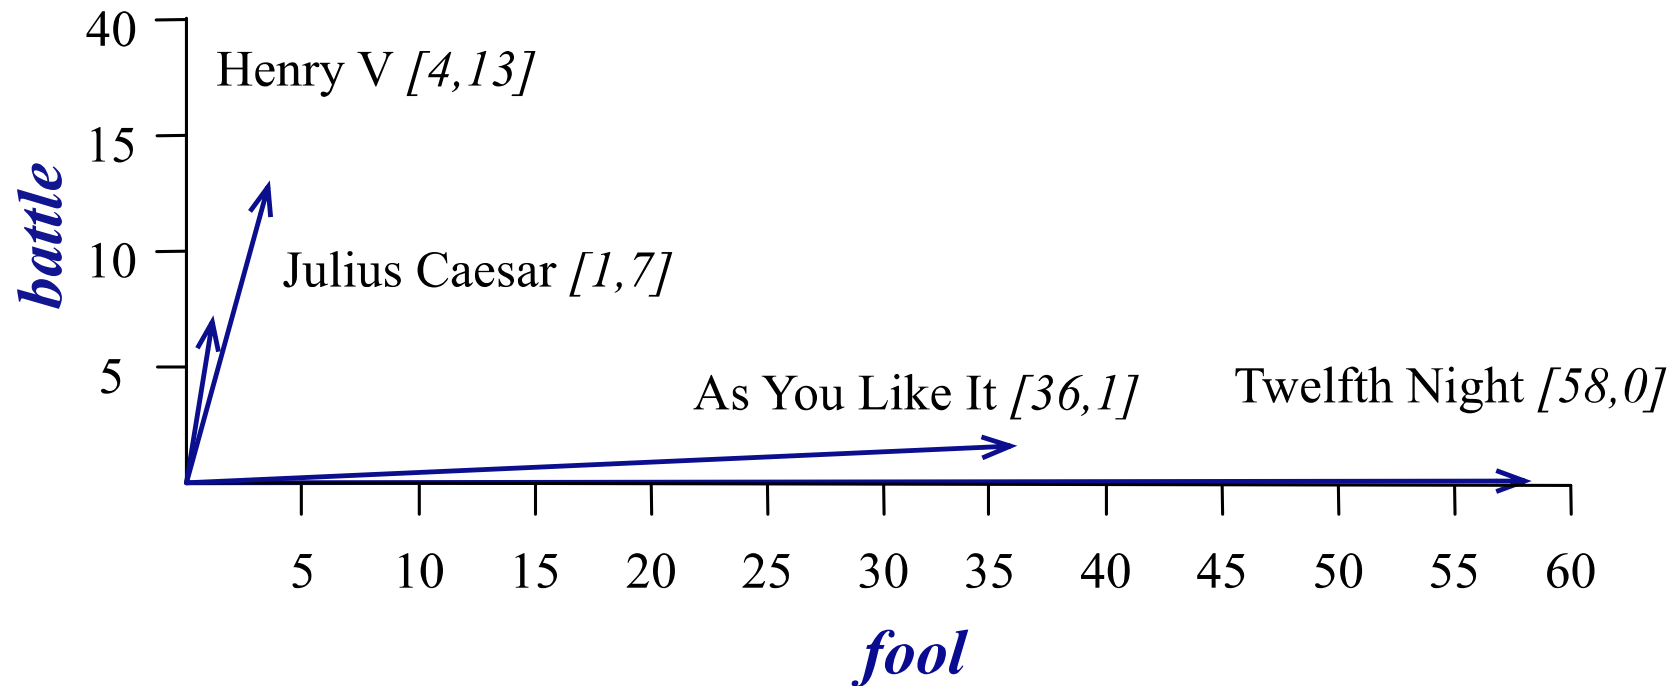 40
Henry V [4,13]
15
battle
10
Julius Caesar [1,7]
5
As You Like It [36,1]
Twelfth Night [58,0]
5 10 15 20 25 30 35 40 45 50 55 60
fool